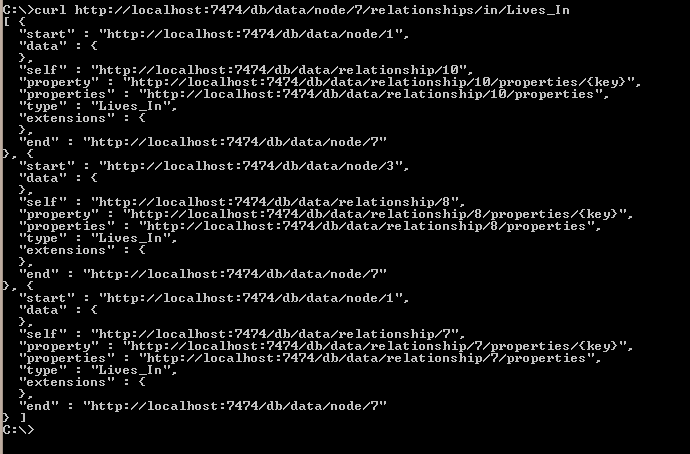 C:\>curl http://localhost:7474/db/data/node/7/relationships/in/Lives_In
[ {
  "start" : "http://localhost:7474/db/data/node/1",
  "data" : {
  },
  "self" : "http://localhost:7474/db/data/relationship/10",
  "property" : "http://localhost:7474/db/data/relationship/10/properties/{key}",
  "properties" : "http://localhost:7474/db/data/relationship/10/properties",
  "type" : "Lives_In",
  "extensions" : {
  },
  "end" : "http://localhost:7474/db/data/node/7"
}, {
  "start" : "http://localhost:7474/db/data/node/3",
  "data" : {
  },
  "self" : "http://localhost:7474/db/data/relationship/8",
  "property" : "http://localhost:7474/db/data/relationship/8/properties/{key}",
  "properties" : "http://localhost:7474/db/data/relationship/8/properties",
  "type" : "Lives_In",
  "extensions" : {
  },
  "end" : "http://localhost:7474/db/data/node/7"
}, {
  "start" : "http://localhost:7474/db/data/node/1",
  "data" : {
  },
  "self" : "http://localhost:7474/db/data/relationship/7",
  "property" : "http://localhost:7474/db/data/relationship/7/properties/{key}",
  "properties" : "http://localhost:7474/db/data/relationship/7/properties",
  "type" : "Lives_In",
  "extensions" : {
  },
  "end" : "http://localhost:7474/db/data/node/7"
} ]
C:\>